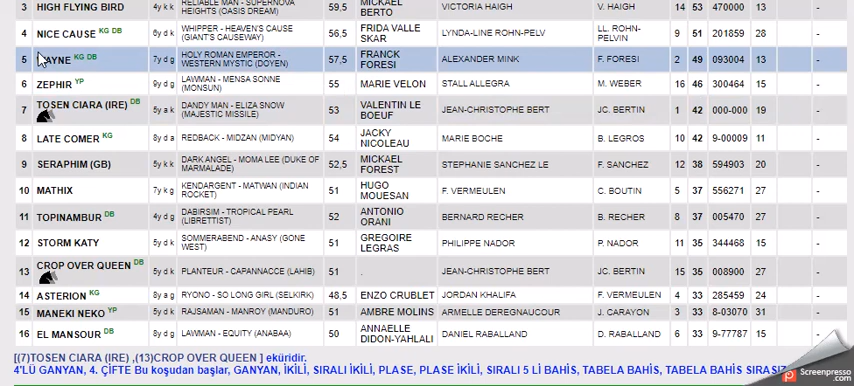 3 HIGH FLYING BIRD 4y k k RELIABLE MAN - SUPERNOVA HEIGHTS (OASIS DREAM) 59,5 MICKAEL BERTO VICTORIA HAIGH V. HAIGH 14 53 470000 13 -
4 NICE CAUSE KG DB 6y d k WHIPPER - HEAVEN'S CAUSE (GIANT'S CAUSEWAY) 56,5 FRIDA VALLE SKAR LYNDA-LINE ROHN-PELV LL. ROHN-PELVIN 9 51 201859 28 -
5 AYNE KG DB 7y d g HOLY ROMAN EMPEROR - WESTERN MYSTIC (DOYEN) 57,5 FRANCK FORESI ALEXANDER MINK F. FORESI 2 49 093004 13 -
6 ZEPHIR YP 9y d g LAWMAN - MENSA SONNE (MONSUN) 55 MARIE VELON STALL ALLEGRA M. WEBER 16 46 300464 15 -
7 TOSEN CIARA (IRE) DB 5y a k DANDY MAN - ELIZA SNOW (MAJESTIC MISSILE) 53 VALENTIN LE BOEUF JEAN-CHRISTOPHE BERT JC. BERTIN 1 42 000-000 19 -
8 LATE COMER KG 8y d a REDBACK - MIDZAN (MIDYAN) 54 JACKY NICOLEAU MARIE BOCHE B. LEGROS 10 42 9-00009 11 -
9 SERAPHIM (GB) 5y k k DARK ANGEL - MOMA LEE (DUKE OF MARMALADE) 52,5 MICKAEL FOREST STEPHANIE SANCHEZ LE F. SANCHEZ 12 38 594903 20 -
10 MATHIX 7y k g KENDARGENT - MATWAN (INDIAN ROCKET) 51 HUGO MOUESAN F. VERMEULEN C. BOUTIN 5 37 556271 27 -
11 TOPINAMBUR DB 4y d g DABIRSIM - TROPICAL PEARL (LIBRETTIST) 52 ANTONIO ORANI BERNARD RECHER B. RECHER 8 37 005470 27 -
12 STORM KATY 5y d k SOMMERABEND - ANASY (GONE WEST) 51 GREGOIRE LEGRAS PHILIPPE NADOR P. NADOR 11 35 344468 15 -
13 CROP OVER QUEEN DB 5y d k PLANTEUR - CAPANNACCE (LAHIB) 51 . JEAN-CHRISTOPHE BERT JC. BERTIN 15 35 008900 27 -
14 ASTERION KG 8y a g RYONO - SO LONG GIRL (SELKIRK) 48,5 ENZO CRUBLET JORDAN KHALIFA F. VERMEULEN 4 33 285459 24 -
15 MANEKI NEKO YP 5y d k RAJSAMAN - MANROY (MANDURO) 51 AMBRE MOLINS ARMELLE DEREGNAUCOUR J. CARAYON 3 33 8-03070 31 -
16 EL MANSOUR DB 8y d g LAWMAN - EQUITY (ANABAA) 50 ANNAELLE DIDON-YAHLALI DANIEL RABALLAND D. RABALLAND 6 33 9-77787 15 -
[(7)TOSEN CIARA (IRE) ,(13)CROP OVER QUEEN ] eküridir.
4'LÜ GANYAN, 4. ÇİFTE Bu koşudan başlar, GANYAN, İKİLİ, SIRALI İKİLİ, PLASE, PLASE İKİLİ, SIRALI 5 Lİ BAHİS, TABELA BAHİS, TABELA BAHİS SIRASIZ
Screenpresso.com